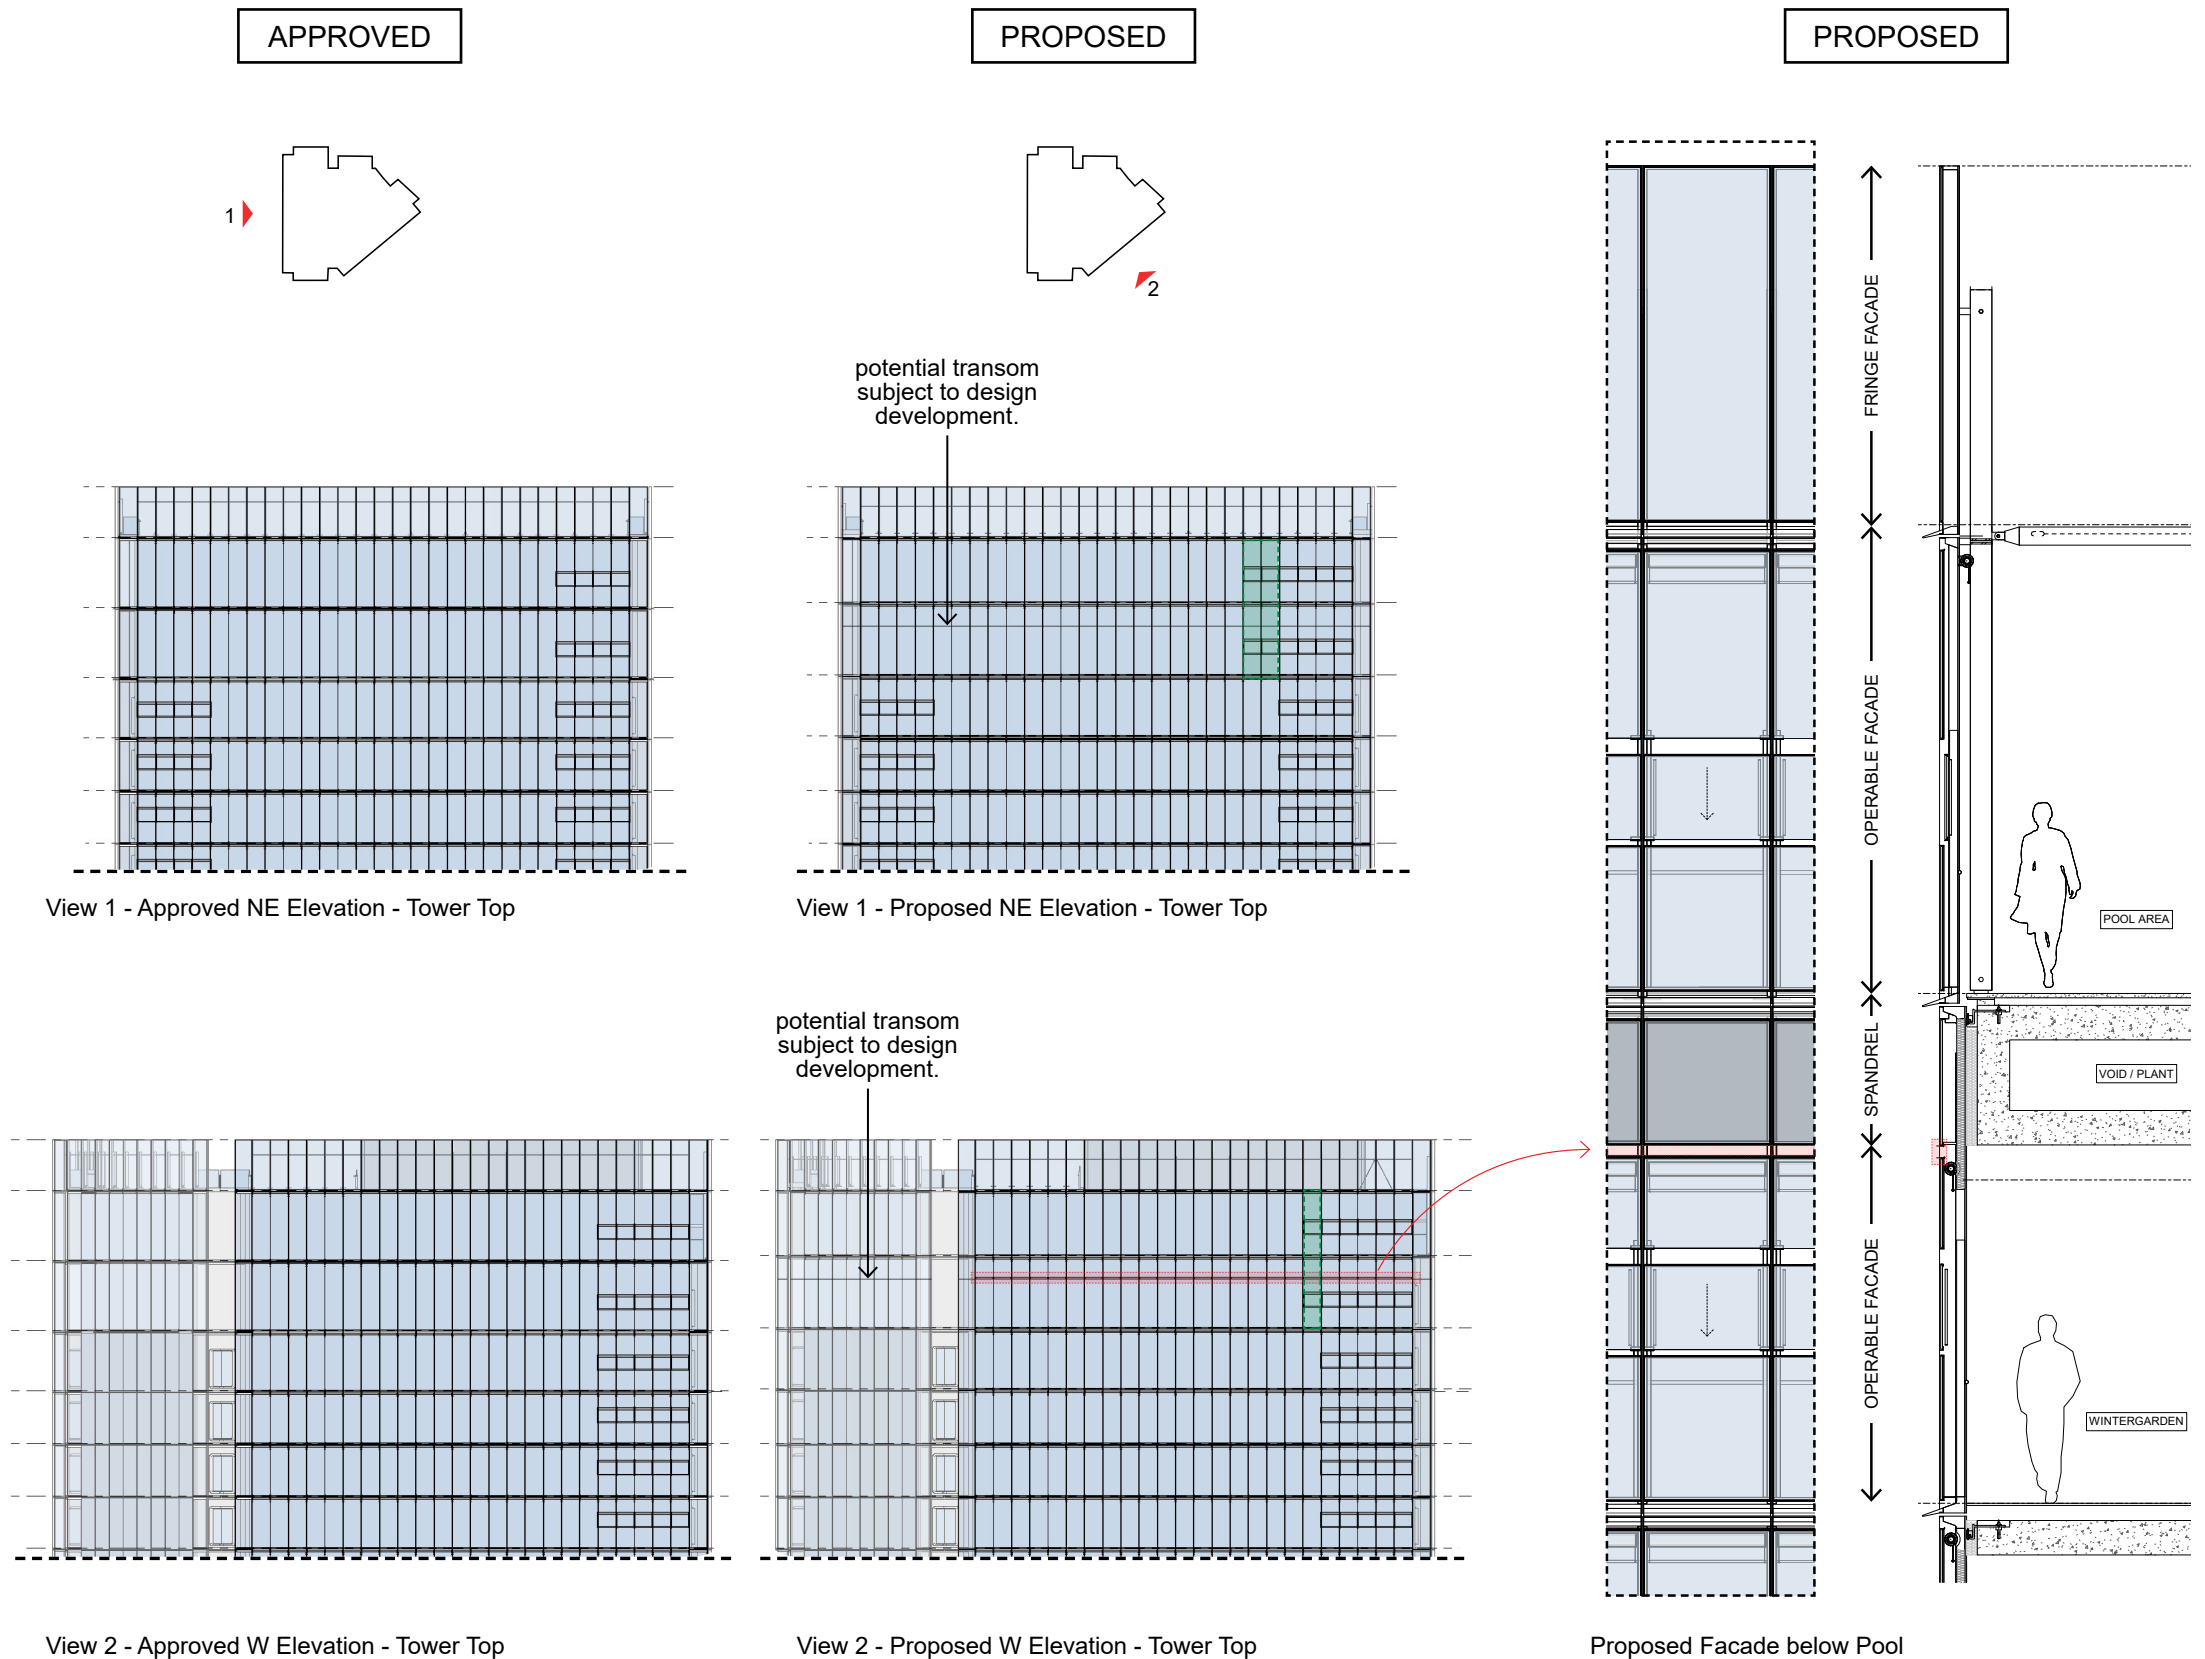 APPROVED
PROPOSED
PROPOSED
1
2
potential transom
subject to design
development.
View 1 - Approved NE Elevation - Tower Top
View 1 - Proposed NE Elevation - Tower Top
potential transom
subject to design
development.
View 2 - Approved W Elevation - Tower Top
View 2 - Proposed W Elevation - Tower Top
FRINGE FACADE
OPERABLE FACADE
SPANDREL
OPERABLE FACADE
POOL AREA
VOID / PLANT
WINTERGARDEN
Proposed Facade below Pool